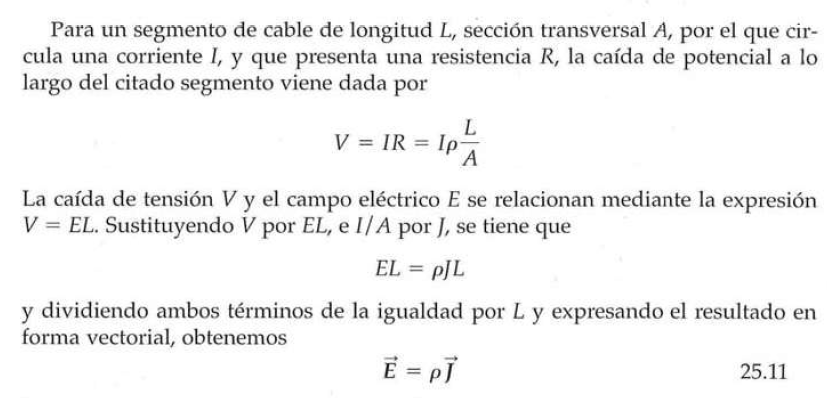 Para un segmento de cable de longitud L, sección transversal A, por el que cir-
cula una corriente I, y que presenta una resistencia R, la caída de potencial a lo
largo del citado segmento viene dada por
V = IR = Iρ L/A
La caída de tensión V y el campo eléctrico E se relacionan mediante la expresión
V = EL. Sustituyendo V por EL, e I/A por J, se tiene que
EL = ρJL
y dividiendo ambos términos de la igualdad por L y expresando el resultado en
forma vectorial, obtenemos
E⃗ = ρJ⃗ 25.11